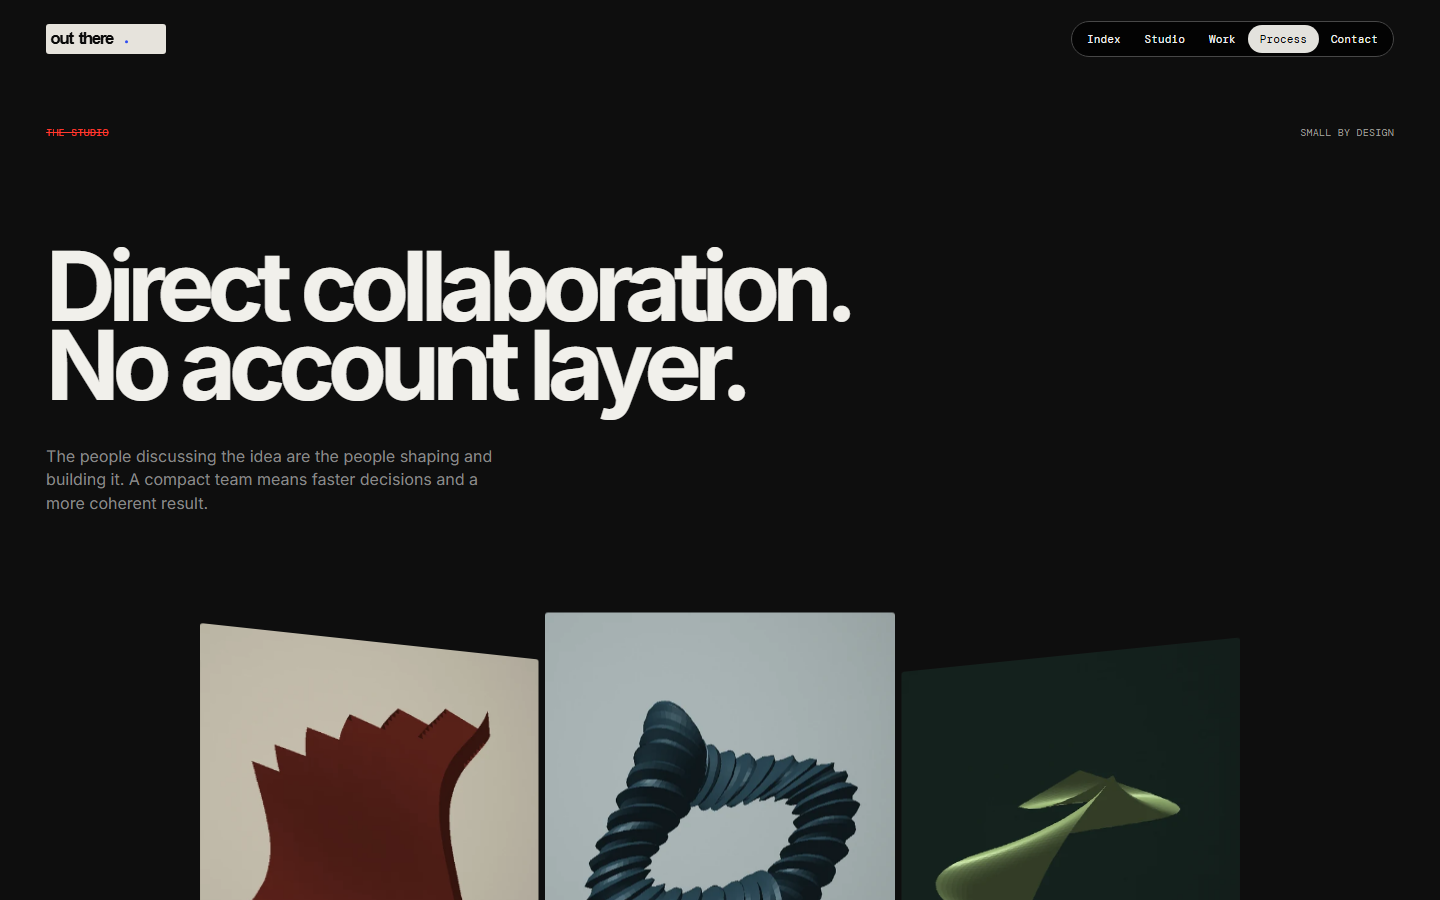 out there .
Index Studio Work Process Contact
THE STUDIO
SMALL BY DESIGN
Direct collaboration.
No account layer.
The people discussing the idea are the people shaping and
building it. A compact team means faster decisions and a
more coherent result.